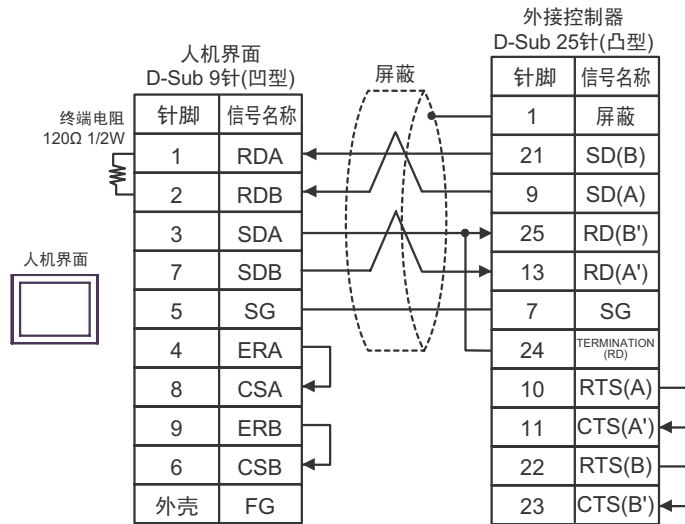 外接控制器
D-Sub 25针(凸型)
人机界面
D-Sub 9针(凹型)
屏蔽
终端电阻
120Ω 1/2W
人机界面
针脚 信号名称
1 RDA
2 RDB
3 SDA
7 SDB
5 SG
4 ERA
8 CSA
9 ERB
6 CSB
外壳 FG
针脚 信号名称
1 屏蔽
21 SD(B)
9 SD(A)
25 RD(B')
13 RD(A')
7 SG
24 TERMINATION
(RD)
10 RTS(A)
11 CTS(A')
22 RTS(B)
23 CTS(B')